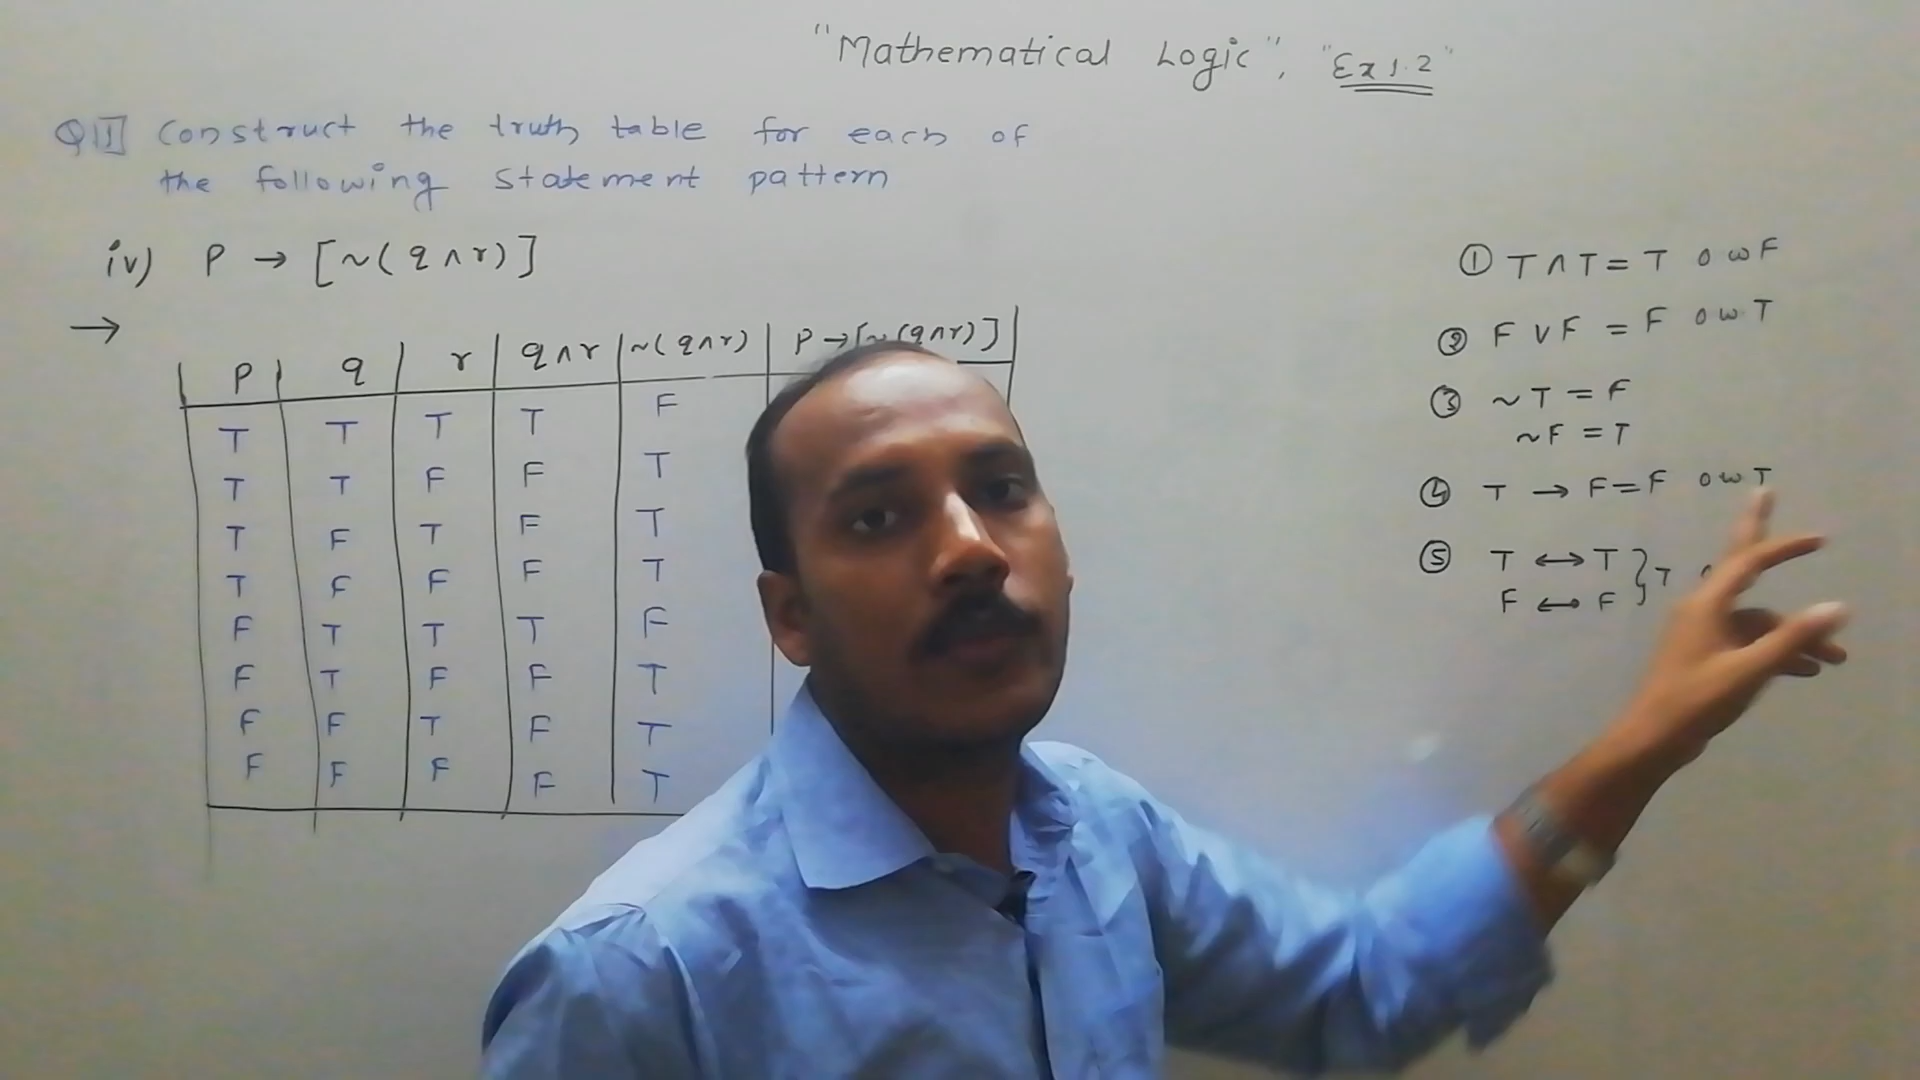 "Mathematical Logic", "Ex 1.2"
Q1] Construct the truth table for each of
the following statement pattern
iv) P → [~(q ∧ r)]
→
P q r q∧r ~(q∧r) P→[~(q∧r)]
T T T T F
T T F F T
T F T F T
T F F F T
F T T T F
F T F F T
F F T F T
F F F F T
① T ∧ T = T ow F
② F ∨ F = F ow T
③ ~T = F
~F = T
④ T → F = F ow T
⑤ T ↔ T } T
F ↔ F